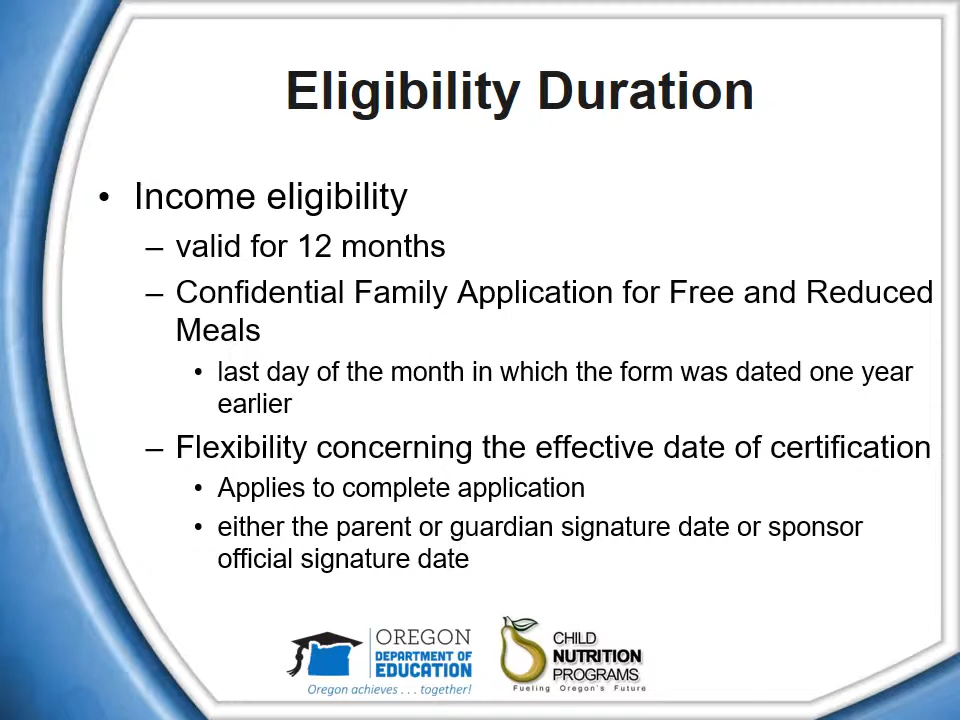 Eligibility Duration
• Income eligibility
– valid for 12 months
– Confidential Family Application for Free and Reduced
Meals
• last day of the month in which the form was dated one year
earlier
– Flexibility concerning the effective date of certification
• Applies to complete application
• either the parent or guardian signature date or sponsor
official signature date
OREGON
DEPARTMENT OF
EDUCATION
Oregon achieves . . . together!
CHILD
NUTRITION
PROGRAMS
Fueling Oregon's Future